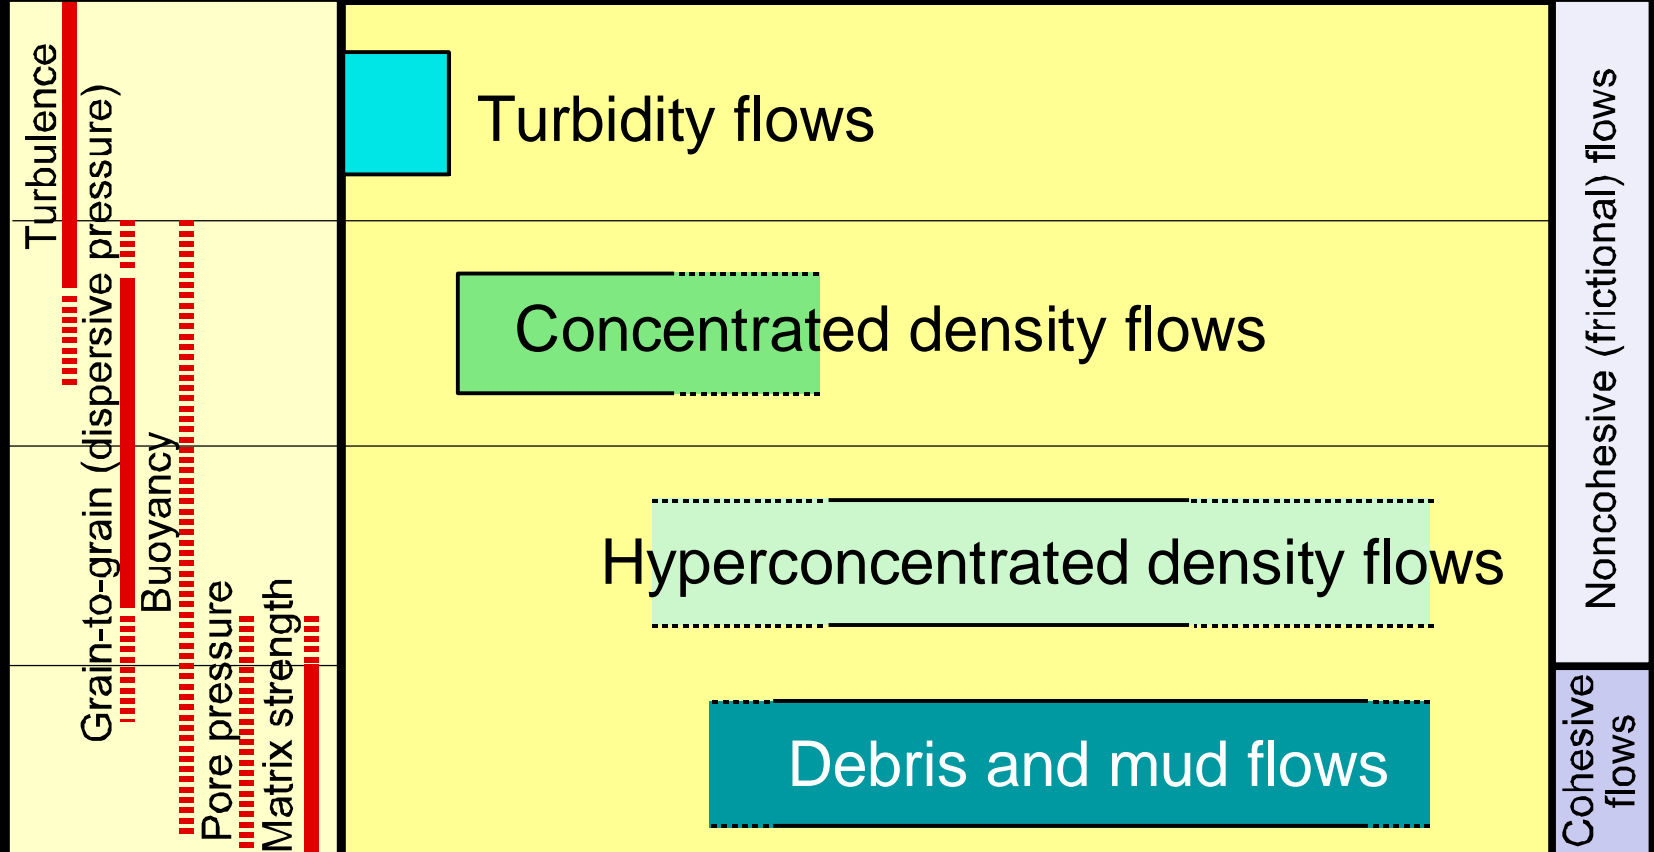 Turbulence
Grain-to-grain (dispersive pressure)
Buoyancy
Pore pressure
Matrix strength
Turbidity flows
Concentrated density flows
Hyperconcentrated density flows
Debris and mud flows
Noncohesive (frictional) flows
Cohesive
flows